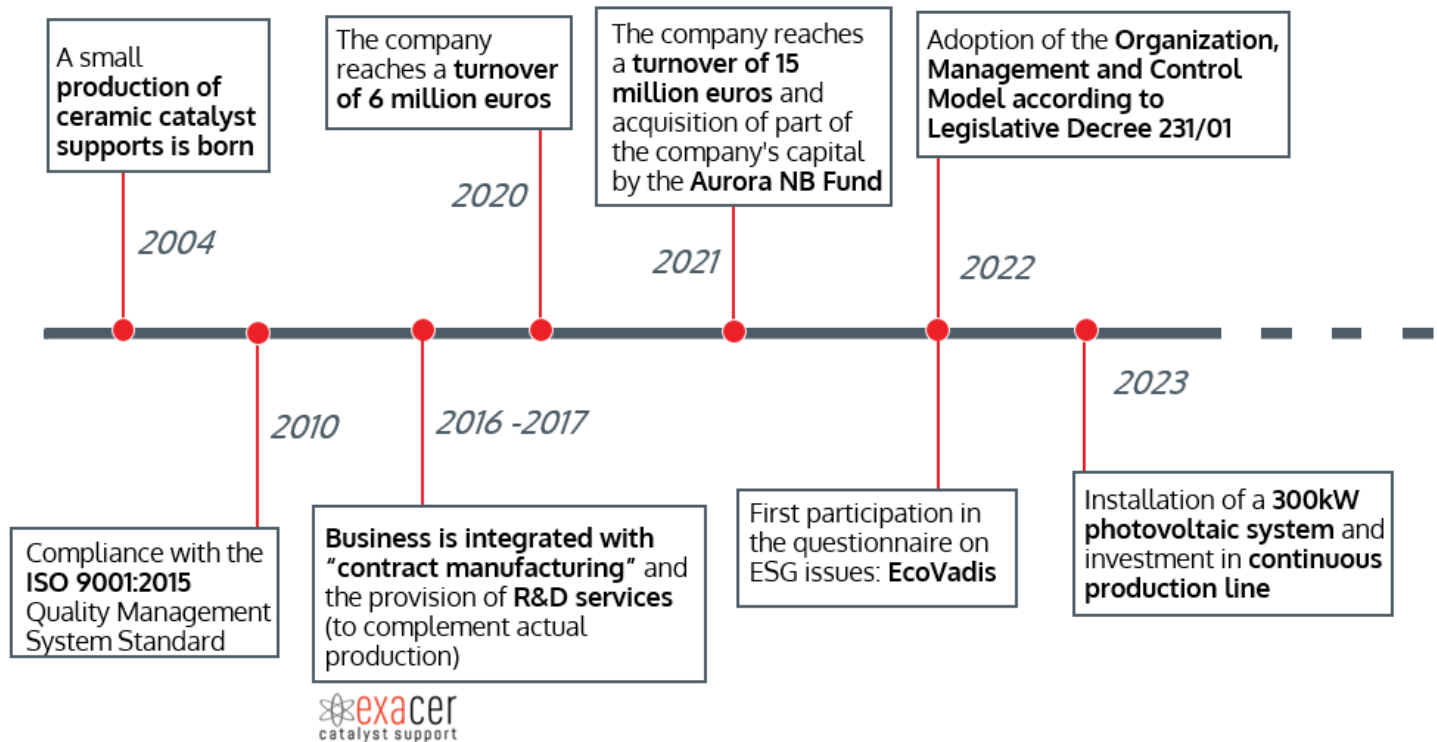 A small
production of
ceramic catalyst
supports is born
2004
The company
reaches a turnover
of 6 million euros
2020
The company reaches
a turnover of 15
million euros and
acquisition of part of
the company's capital
by the Aurora NB Fund
2021
Adoption of the Organization,
Management and Control
Model according to
Legislative Decree 231/01
2022
2010
Compliance with the
ISO 9001:2015
Quality Management
System Standard
2016 -2017
Business is integrated with
“contract manufacturing” and
the provision of R&D services
(to complement actual
production)
First participation in
the questionnaire on
ESG issues: EcoVadis
2023
Installation of a 300kW
photovoltaic system and
investment in continuous
production line
exacer
catalyst support